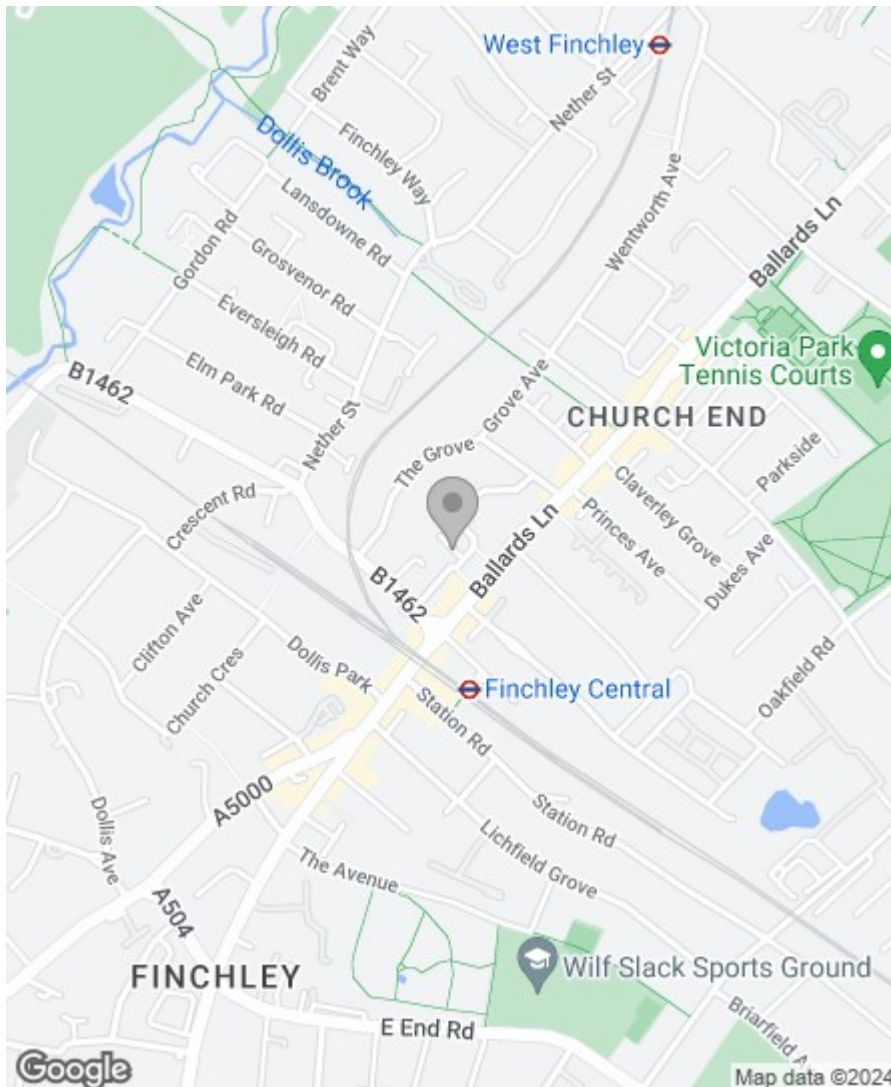 West Finchley
Brent Way
Nether St
Finchley Way
Dollis Brook
Lansdowne Rd
Wentworth Ave
Gordon Rd
Grosvenor Rd
Ballards Ln
Eversleigh Rd
Victoria Park
Tennis Courts
B1462
Elm Park Rd
CHURCH END
Nether St
The Grove
Grove Ave
Parkside
Claverley Grove
Crescent Rd
Princes Ave
Ballards Ln
Dukes Ave
B1462
Clifton Ave
Dollis Park
Church Cres
Oakfield Rd
Finchley Central
Station Rd
A5000
Station Rd
Dollis Ave
Lichfield Grove
The Avenue
A504
FINCHLEY
Wilf Slack Sports Ground
Briarfield A
E End Rd
Google
Map data ©2024